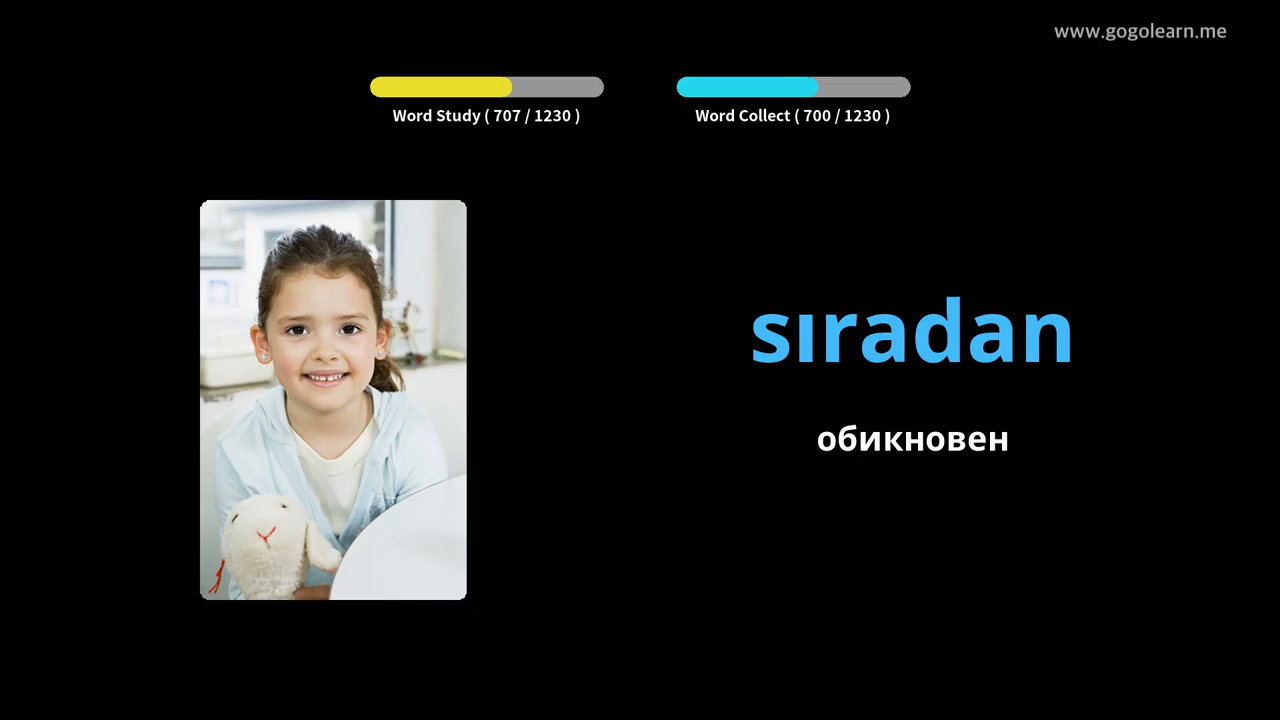 www.gogolearn.me
Word Study ( 707 / 1230 )
Word Collect ( 700 / 1230 )
sıradan
обикновен